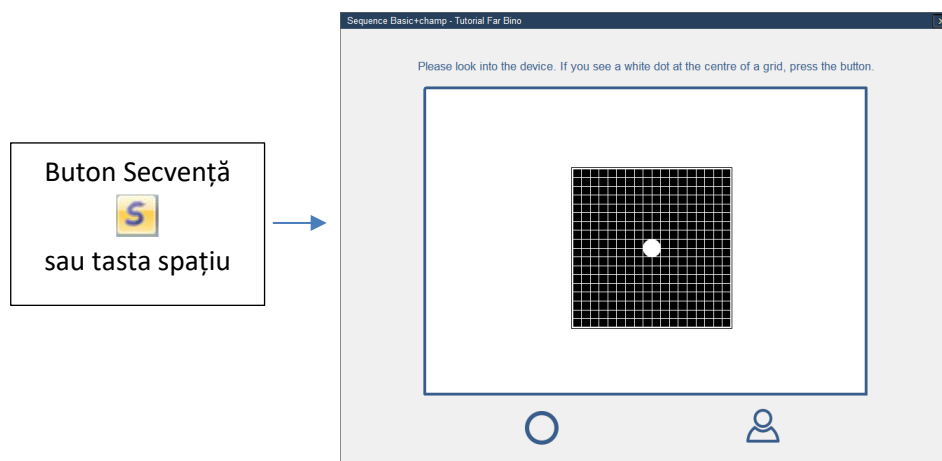 Buton Secvență
S
sau tasta spațiu
Sequence Basic+champ - Tutorial Far Bino
Please look into the device. If you see a white dot at the centre of a grid, press the button.